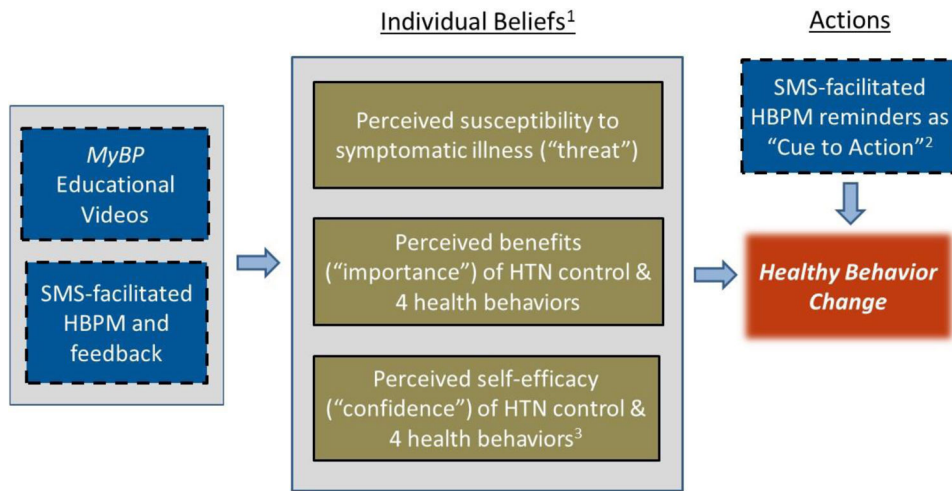 Individual Beliefs¹
Actions
MyBP
Educational
Videos
SMS-facilitated
HBPM and
feedback
Perceived susceptibility to
symptomatic illness (“threat”)
Perceived benefits
(“importance”) of HTN control &
4 health behaviors
Perceived self-efficacy
(“confidence”) of HTN control &
4 health behaviors³
SMS-facilitated
HBPM reminders as
“Cue to Action”²
Healthy Behavior
Change